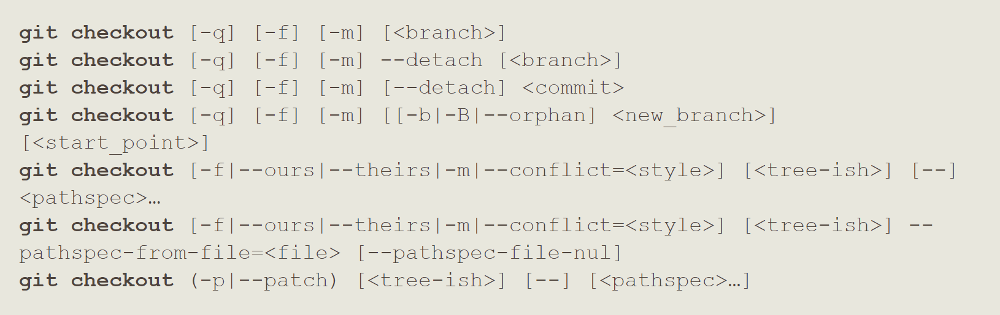 git checkout [-q] [-f] [-m] [<branch>]
git checkout [-q] [-f] [-m] --detach [<branch>]
git checkout [-q] [-f] [-m] [--detach] <commit>
git checkout [-q] [-f] [-m] [[-b|-B|--orphan] <new_branch>]
[<start_point>]
git checkout [-f|--ours|--theirs|-m|--conflict=<style>] [<tree-ish>] [--]
<pathspec>…
git checkout [-f|--ours|--theirs|-m|--conflict=<style>] [<tree-ish>] --
pathspec-from-file=<file> [--pathspec-file-nul]
git checkout (-p|--patch) [<tree-ish>] [--] [<pathspec>…]